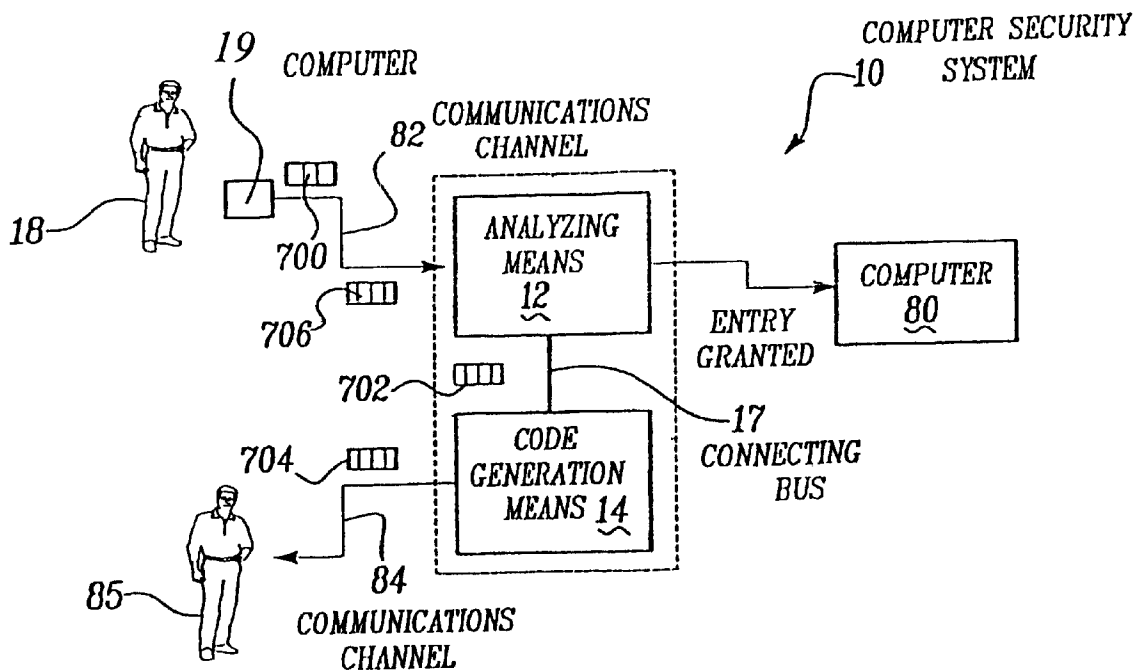 COMPUTER SECURITY
SYSTEM
10
19
COMPUTER
82
COMMUNICATIONS
CHANNEL
18
700
706
ANALYZING
MEANS
12
ENTRY
GRANTED
COMPUTER
80
702
17
CONNECTING
BUS
704
CODE
GENERATION
MEANS 14
85
84
COMMUNICATIONS
CHANNEL